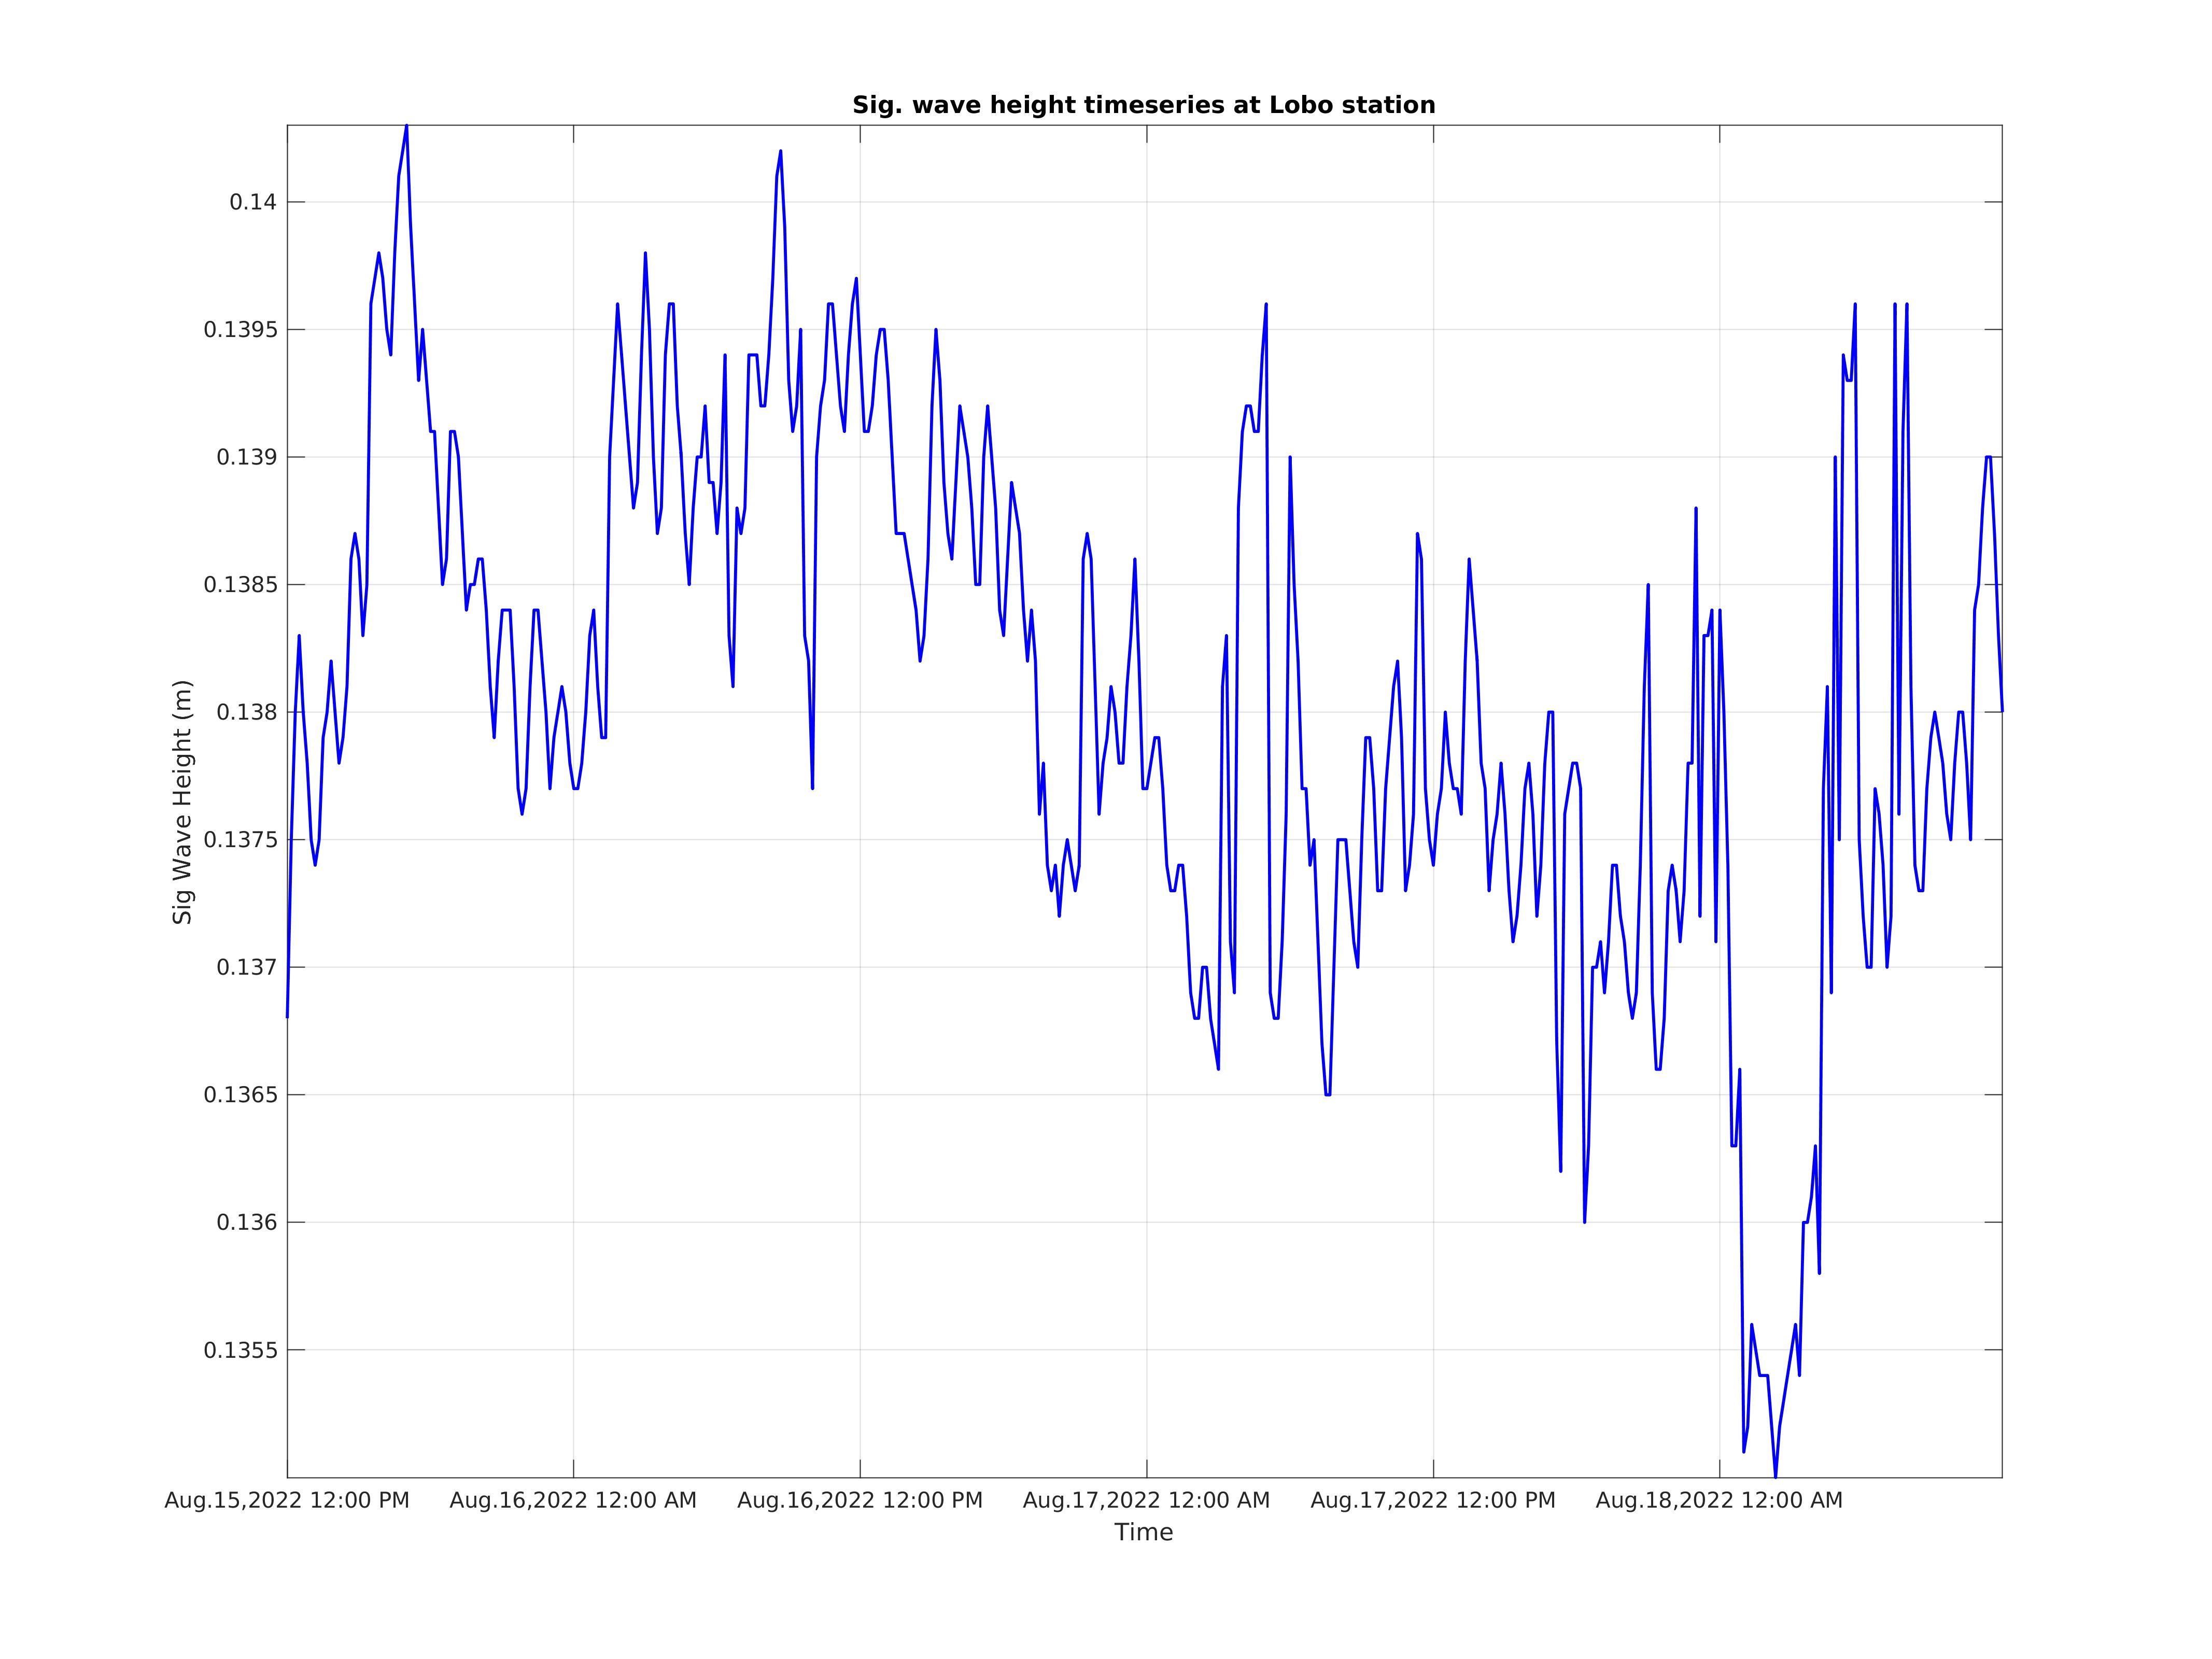 Sig. wave height timeseries at Lobo station
0.14
0.1395
0.139
0.1385
0.138
0.1375
0.137
0.1365
0.136
0.1355
Sig Wave Height (m)
Aug.15,2022 12:00 PM Aug.16,2022 12:00 AM Aug.16,2022 12:00 PM Aug.17,2022 12:00 AM Aug.17,2022 12:00 PM Aug.18,2022 12:00 AM
Time